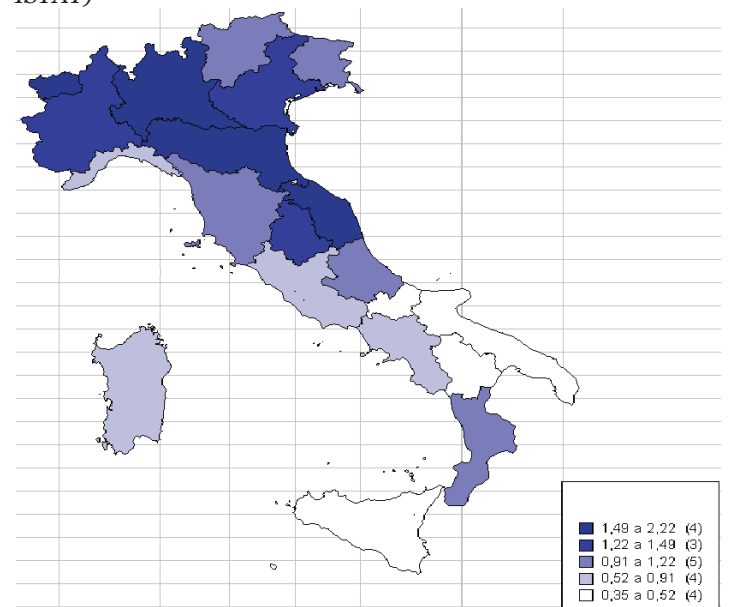 ISTAT)
1,49 a 2,22 (4)
1,22 a 1,49 (3)
0,91 a 1,22 (5)
0,52 a 0,91 (4)
0,35 a 0,52 (4)